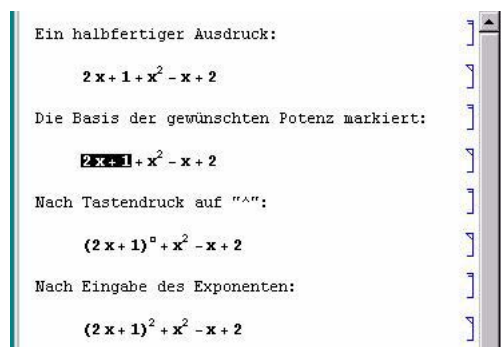 Ein halbfertiger Ausdruck:
2 x + 1 + x² − x + 2
Die Basis der gewünschten Potenz markiert:
2 x + 1 + x² − x + 2
Nach Tastendruck auf "^":
(2 x + 1)▫ + x² − x + 2
Nach Eingabe des Exponenten:
(2 x + 1)² + x² − x + 2